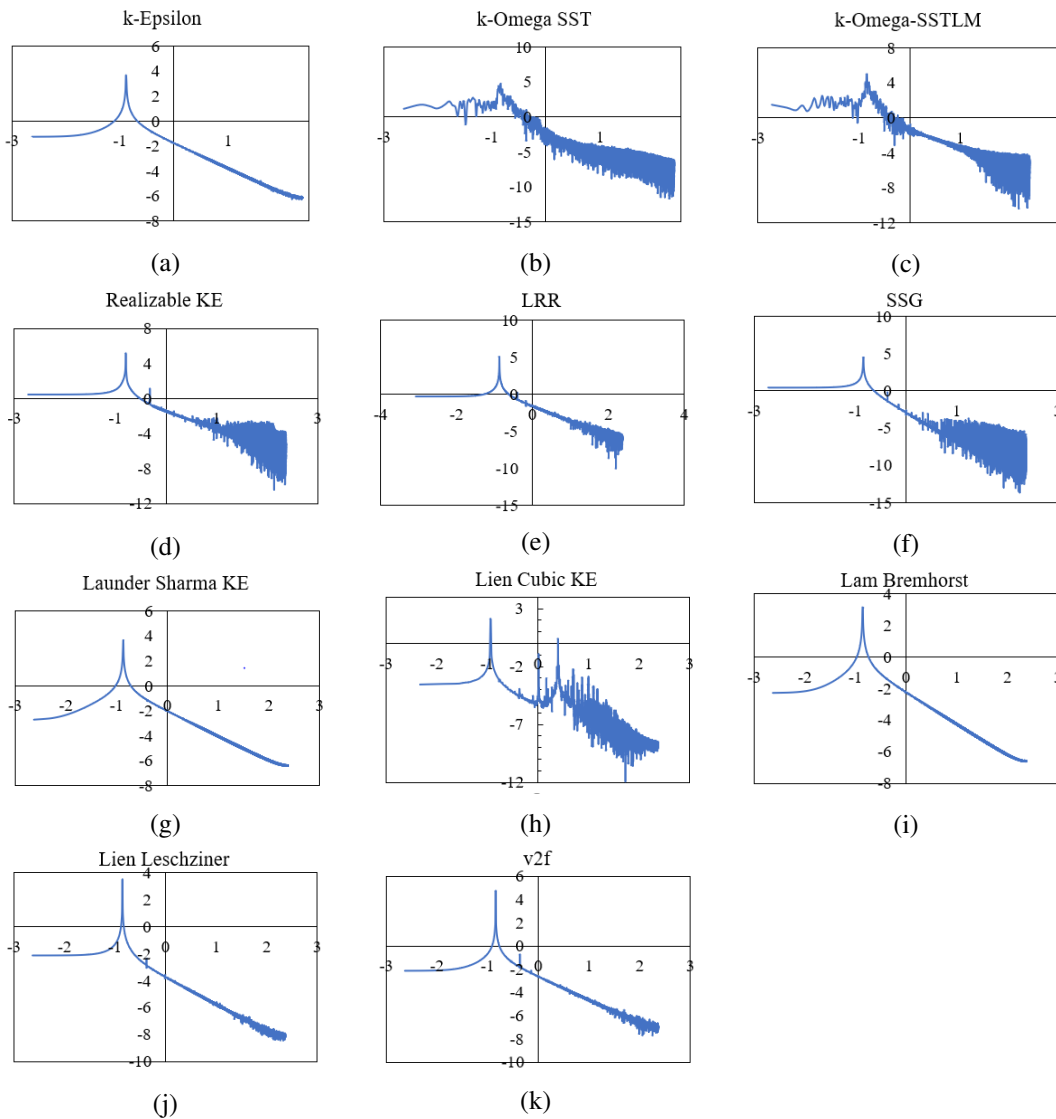 k-Epsilon
6
4
2
0
-3 -1 1
-2
-4
-6
-8
(a)
k-Omega SST
10
5
0
-3 -1 1
-5
-10
-15
(b)
k-Omega-SSTLM
8
4
0
-3 -1 1
-4
-8
-12
(c)
Realizable KE
8
4
0
-3 -1 1 3
-4
-8
-12
(d)
LRR
10
5
0
-4 -2 0 2 4
-5
-10
-15
(e)
SSG
10
5
0
-3 -1 1 3
-5
-10
-15
(f)
Launder Sharma KE
6
4
2
0
-3 -2 -1 0 1 2 3
-2
-4
-6
-8
(g)
Lien Cubic KE
3
-3 -2 -1 0 1 2 3
-2
-7
-12
(h)
Lam Bremhorst
4
2
0
-3 -2 -1 0 1 2 3
-2
-4
-6
-8
(i)
Lien Leschziner
4
2
0
-3 -2 -1 0 1 2 3
-2
-4
-6
-8
-10
(j)
v2f
6
4
2
0
-3 -2 -1 0 1 2 3
-2
-4
-6
-8
-10
(k)